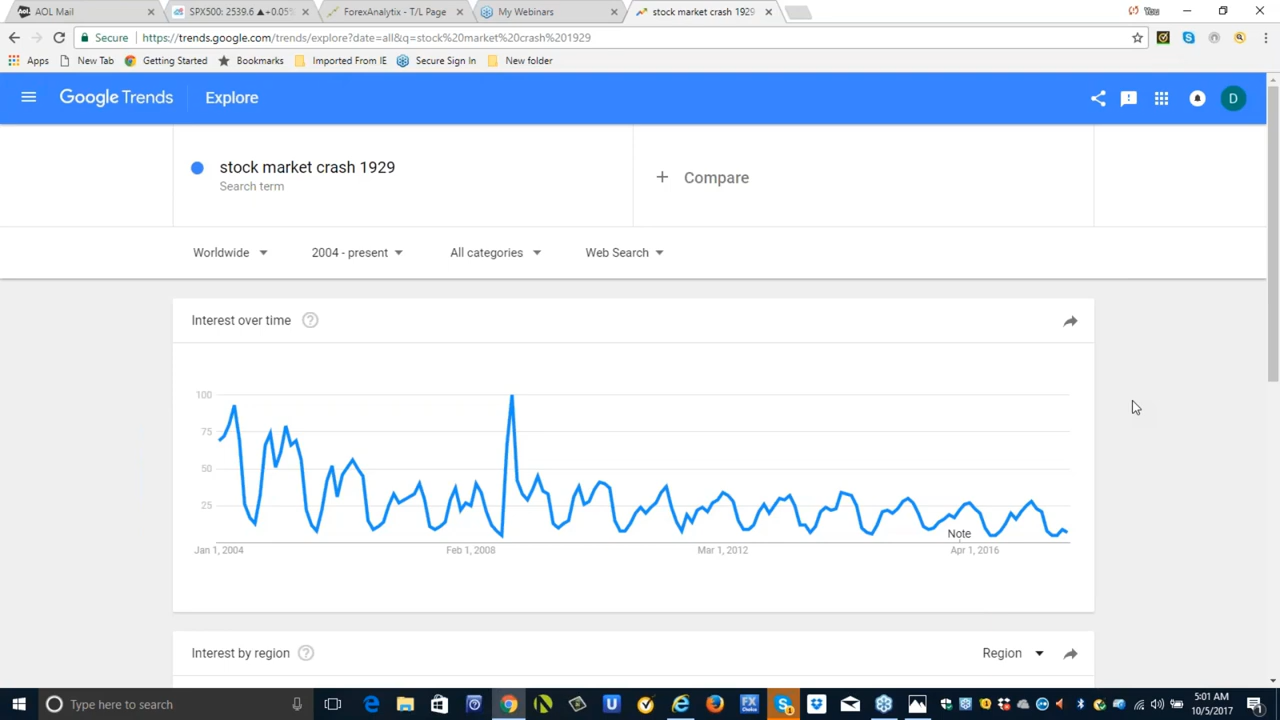 AOL Mail
SPX500: 2539.6 ▲+0.05%
ForexAnalytix - T/L Page
My Webinars
stock market crash 1929
You
Secure
https://trends.google.com/trends/explore?date=all&q=stock%20market%20crash%201929
Apps
New Tab
Getting Started
Bookmarks
Imported From IE
Secure Sign In
New folder
Google Trends
Explore
D
stock market crash 1929
Search term
+ Compare
Worldwide
2004 - present
All categories
Web Search
Interest over time
100
75
50
25
Note
Jan 1, 2004
Feb 1, 2008
Mar 1, 2012
Apr 1, 2016
Interest by region
Region
Type here to search
5:01 AM
10/5/2017